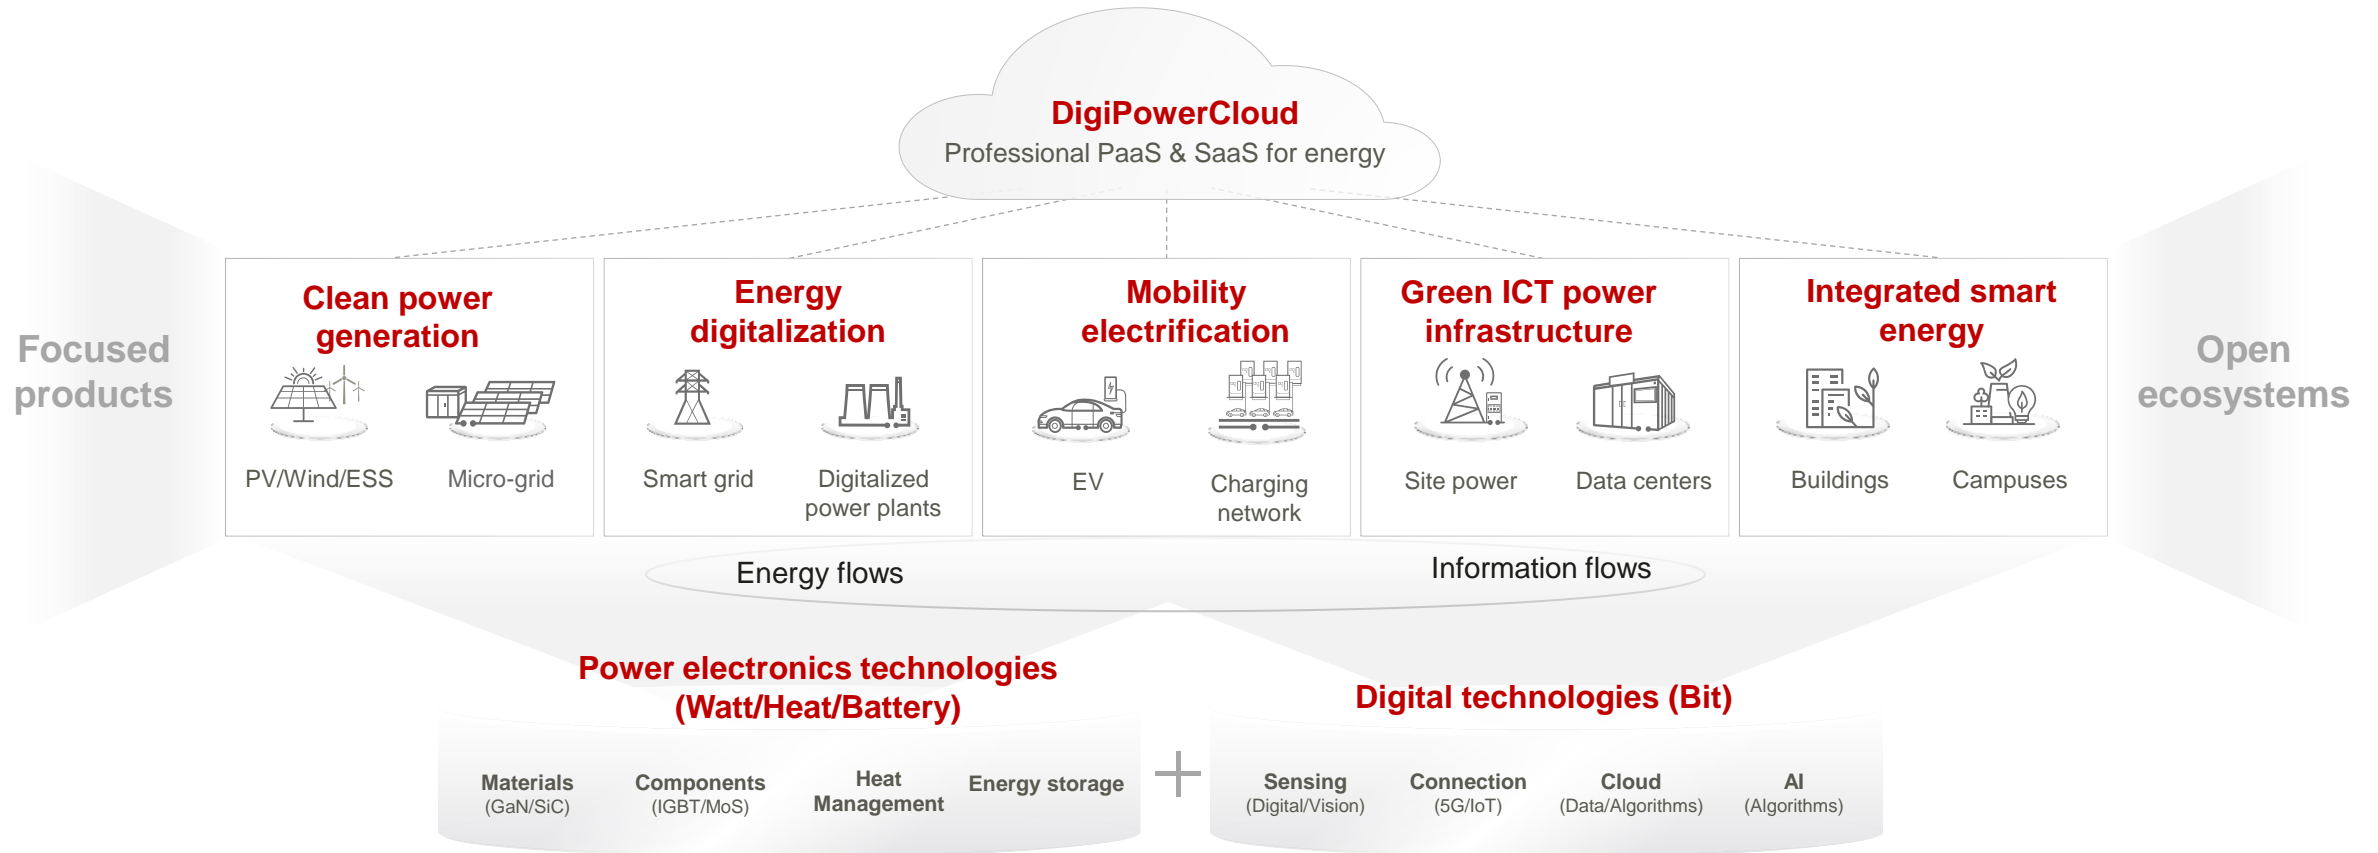 DigiPowerCloud
Professional PaaS & SaaS for energy
Focused
products
Clean power
generation
PV/Wind/ESS
Micro-grid
Energy
digitalization
Smart grid
Digitalized
power plants
Mobility
electrification
EV
Charging
network
Green ICT power
infrastructure
Site power
Data centers
Integrated smart
energy
Buildings
Campuses
Open
ecosystems
Energy flows
Information flows
Power electronics technologies
(Watt/Heat/Battery)
Materials
(GaN/SiC)
Components
(IGBT/MoS)
Heat
Management
Energy storage
Digital technologies (Bit)
Sensing
(Digital/Vision)
Connection
(5G/IoT)
Cloud
(Data/Algorithms)
AI
(Algorithms)